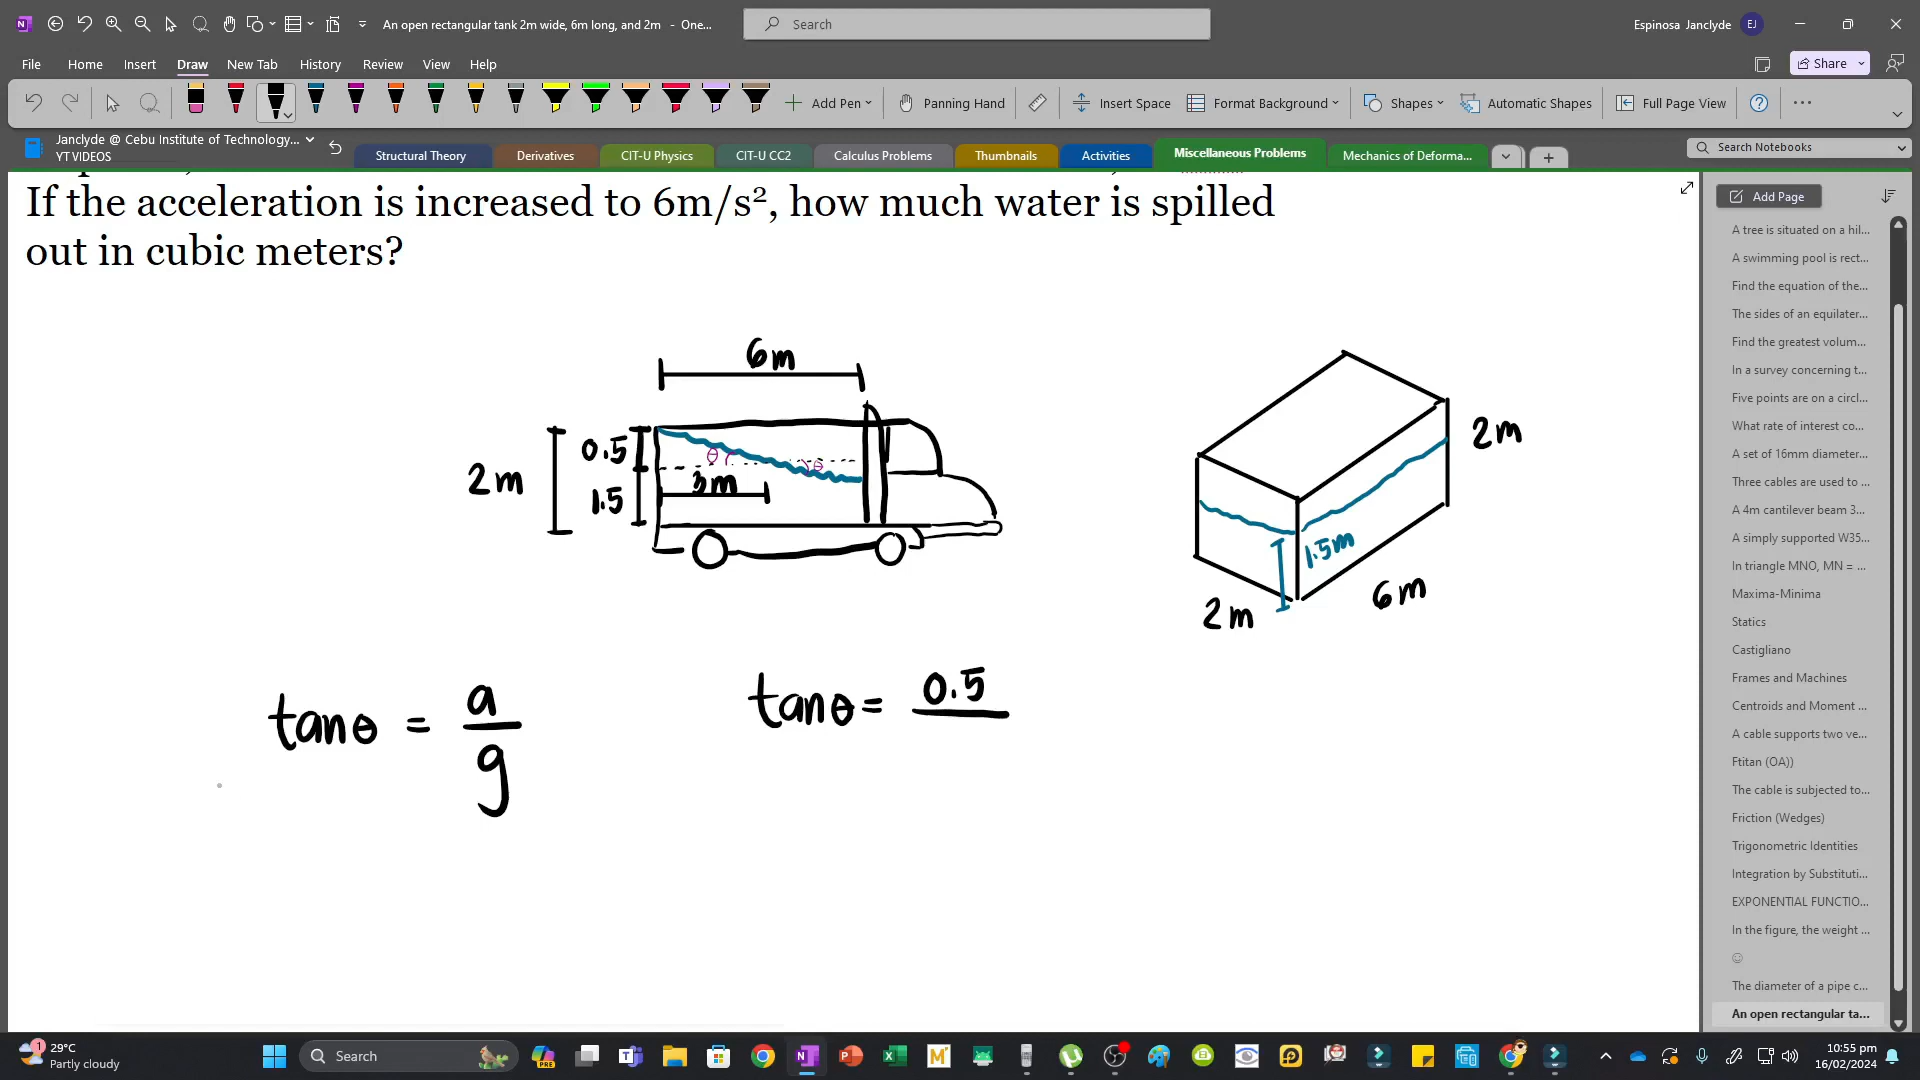 An open rectangular tank 2m wide, 6m long, and 2m - One...
Search
Espinosa Janclyde
EJ
File Home Insert Draw New Tab History Review View Help
Share
Add Pen
Panning Hand
Insert Space
Format Background
Shapes
Automatic Shapes
Full Page View
Janclyde @ Cebu Institute of Technology...
YT VIDEOS
Structural Theory
Derivatives
CIT-U Physics
CIT-U CC2
Calculus Problems
Thumbnails
Activities
Miscellaneous Problems
Mechanics of Deforma...
Search Notebooks
If the acceleration is increased to 6m/s², how much water is spilled
out in cubic meters?
6m
2m
0.5
1.5
θ
θ
3m
2m
1.5m
2m
6m
tanθ = a/g
tanθ = 0.5
Add Page
A tree is situated on a hil...
A swimming pool is rect...
Find the equation of the...
The sides of an equilater...
Find the greatest volum...
In a survey concerning t...
Five points are on a circl...
What rate of interest co...
A set of 16mm diameter...
Three cables are used to ...
A 4m cantilever beam 3...
A simply supported W35...
In triangle MNO, MN = ...
Maxima-Minima
Statics
Castigliano
Frames and Machines
Centroids and Moment ...
A cable supports two ve...
Ftitan (OA))
The cable is subjected to...
Friction (Wedges)
Trigonometric Identities
Integration by Substituti...
EXPONENTIAL FUNCTIO...
In the figure, the weight ...
The diameter of a pipe c...
An open rectangular ta...
1
29°C
Partly cloudy
Search
PRE
10:55 pm
16/02/2024